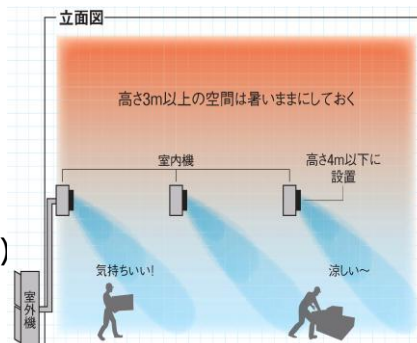 立面図
高さ3m以上の空間は暑いままにしておく
室内機
高さ4m以下に
設置
気持ちいい!
涼しい～
室外機
)